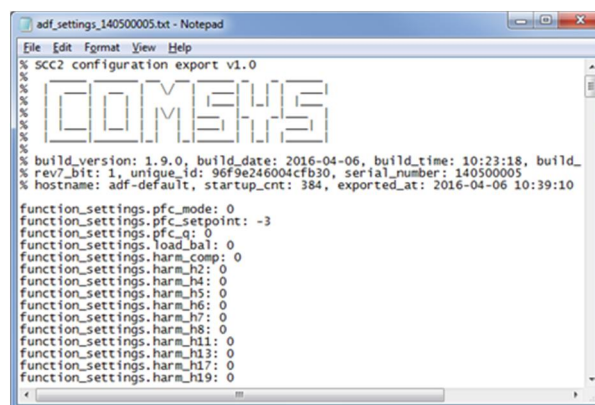 adf_settings_140500005.txt - Notepad
File Edit Format View Help
% SCC2 configuration export v1.0
%
%
%
%
%
%
COMSYS
% build_version: 1.9.0, build_date: 2016-04-06, build_time: 10:23:18, build_
% rev7_bit: 1, unique_id: 96f9e246004cfb30, serial_number: 140500005
% hostname: adf-default, startup_cnt: 384, exported_at: 2016-04-06 10:39:10
function_settings.pfc_mode: 0
function_settings.pfc_setpoint: -3
function_settings.pfc_q: 0
function_settings.load_bal: 0
function_settings.harm_comp: 0
function_settings.harm_h2: 0
function_settings.harm_h4: 0
function_settings.harm_h5: 0
function_settings.harm_h6: 0
function_settings.harm_h7: 0
function_settings.harm_h8: 0
function_settings.harm_h11: 0
function_settings.harm_h13: 0
function_settings.harm_h17: 0
function_settings.harm_h19: 0